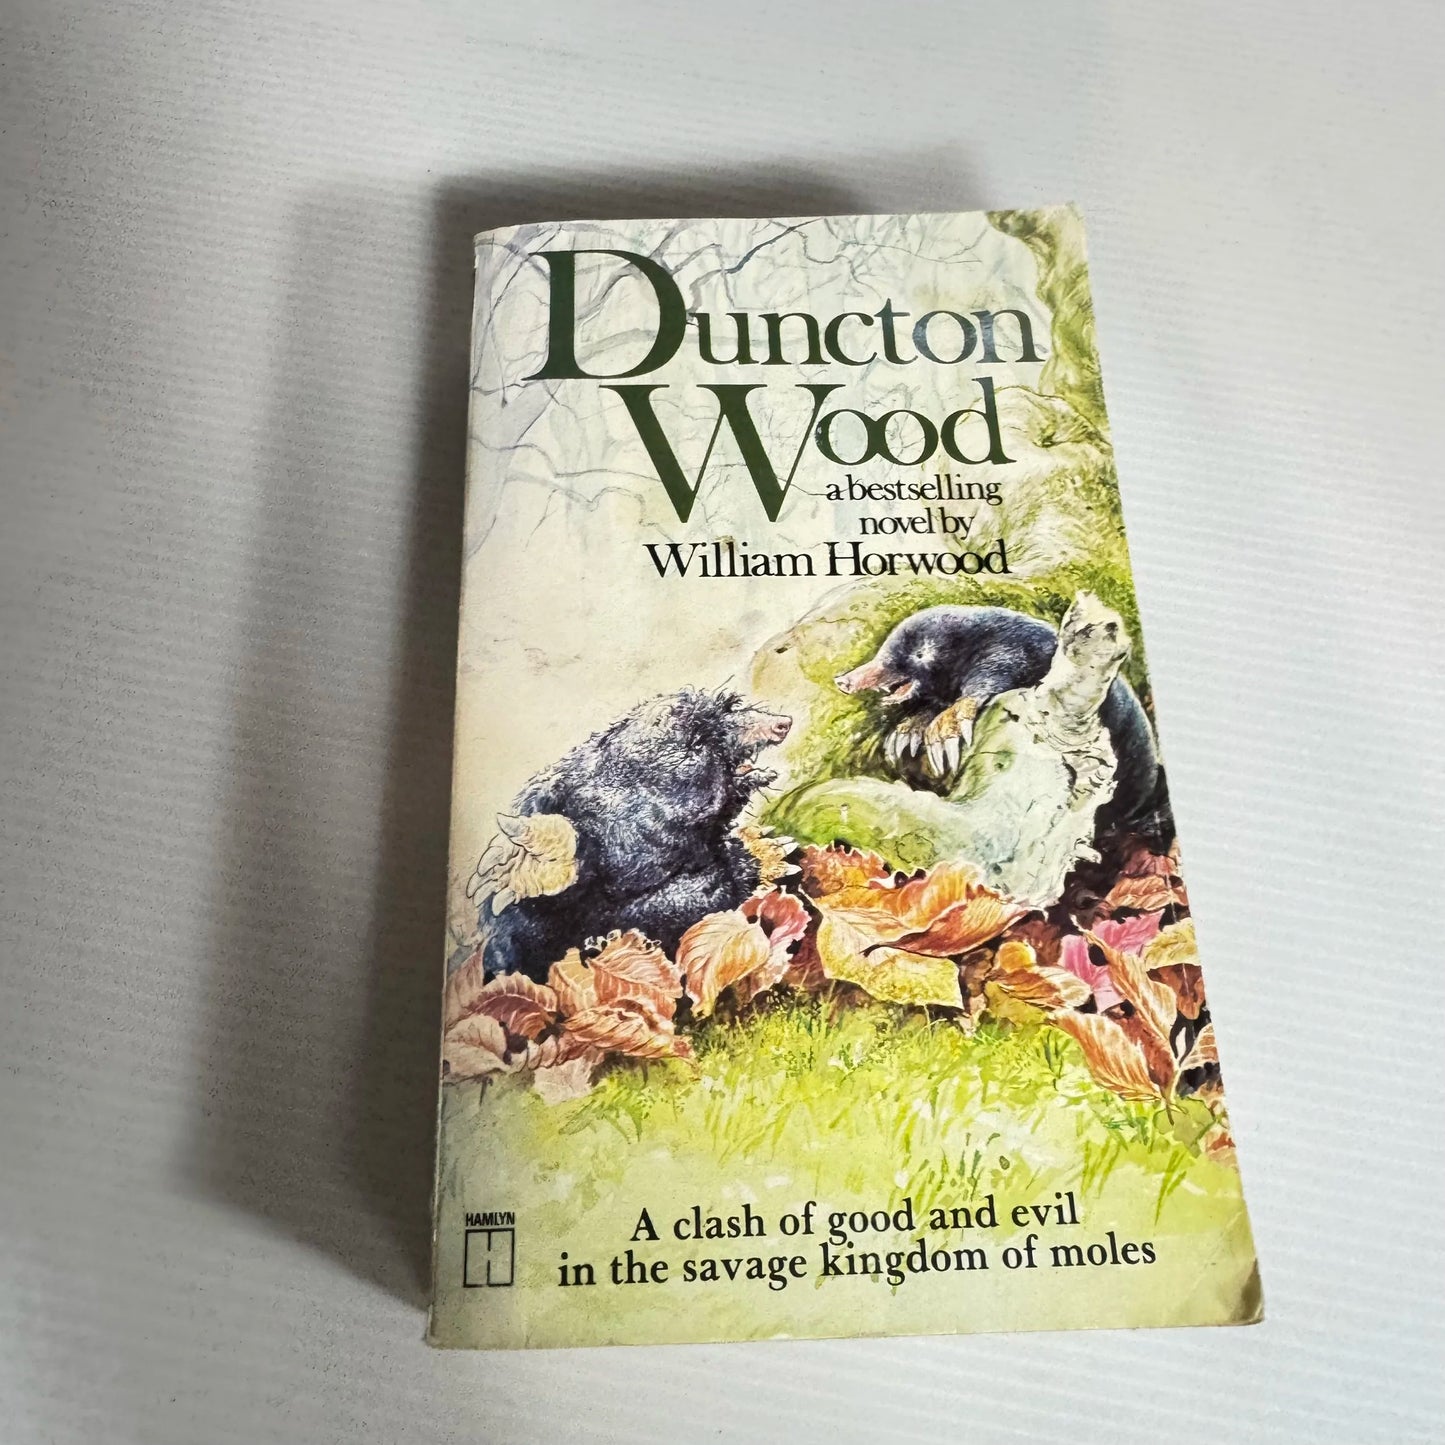 Duncton
Wood
a bestselling
novel by
William Horwood
HAMLYN
H
A clash of good and evil
in the savage kingdom of moles